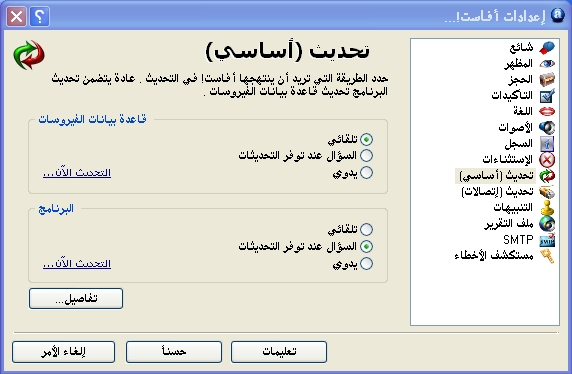 إعدادات أفاست!...
شائع
المظهر
الحجز
التأكيدات
اللغة
الأصوات
السجل
الإستثناءات
تحديث (أساسي)
تحديث (إتصالات)
التنبيهات
ملف التقرير
SMTP
مستكشف الأخطاء
تحديث (أساسي)
حدد الطريقة التي تريد أن ينتهجها أفاست! في التحديث . عادة يتضمن تحديث
البرنامج تحديث قاعدة بيانات الفيروسات .
قاعدة بيانات الفيروسات
تلقائي
السؤال عند توفر التحديثات
يدوي
التحديث الآن...
البرنامج
تلقائي
السؤال عند توفر التحديثات
يدوي
التحديث الآن...
تفاصيل...
تعليمات
حسناً
إلغاء الأمر